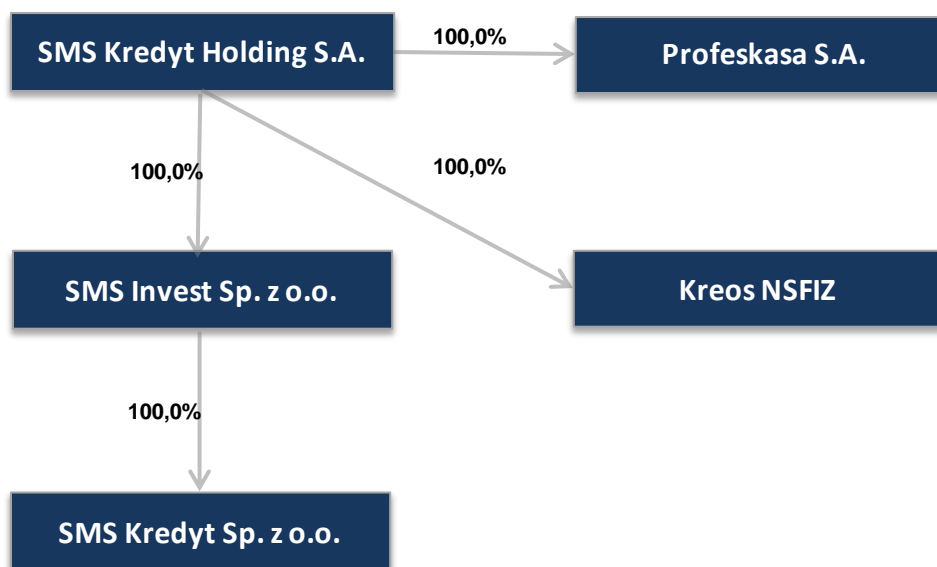 SMS Kredyt Holding S.A.
100,0%
Profeskasa S.A.
100,0%
100,0%
SMS Invest Sp. z o.o.
Kreos NSFIZ
100,0%
SMS Kredyt Sp. z o.o.